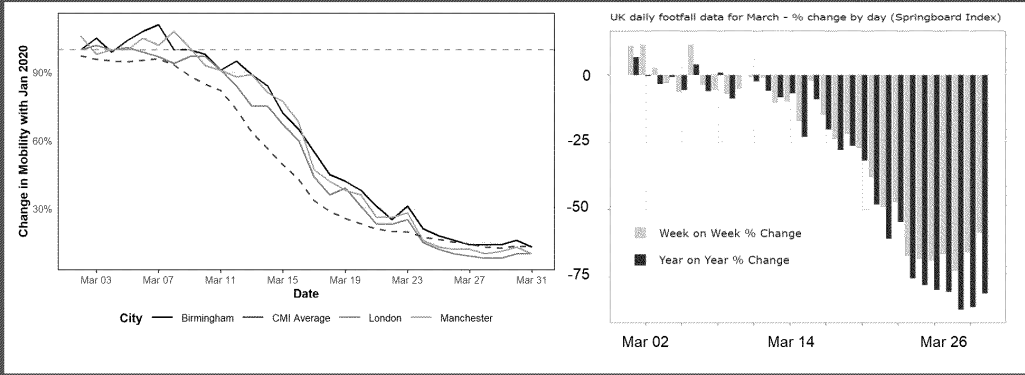 Change in Mobility with Jan 2020
90%
60%
30%
Mar 03 Mar 07 Mar 11 Mar 15 Mar 19 Mar 23 Mar 27 Mar 31
Date
City Birmingham CMI Average London Manchester
UK daily footfall data for March - % change by day (Springboard Index)
0
-25
-50
-75
Week on Week % Change
Year on Year % Change
Mar 02 Mar 14 Mar 26